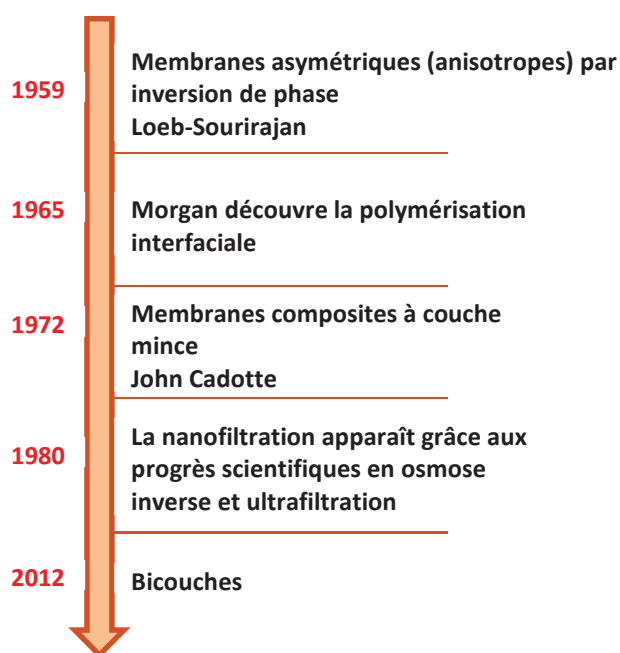 1959
Membranes asymétriques (anisotropes) par
inversion de phase
Loeb-Sourirajan
1965
Morgan découvre la polymérisation
interfaciale
1972
Membranes composites à couche
mince
John Cadotte
1980
La nanofiltration apparaît grâce aux
progrès scientifiques en osmose
inverse et ultrafiltration
2012
Bicouches